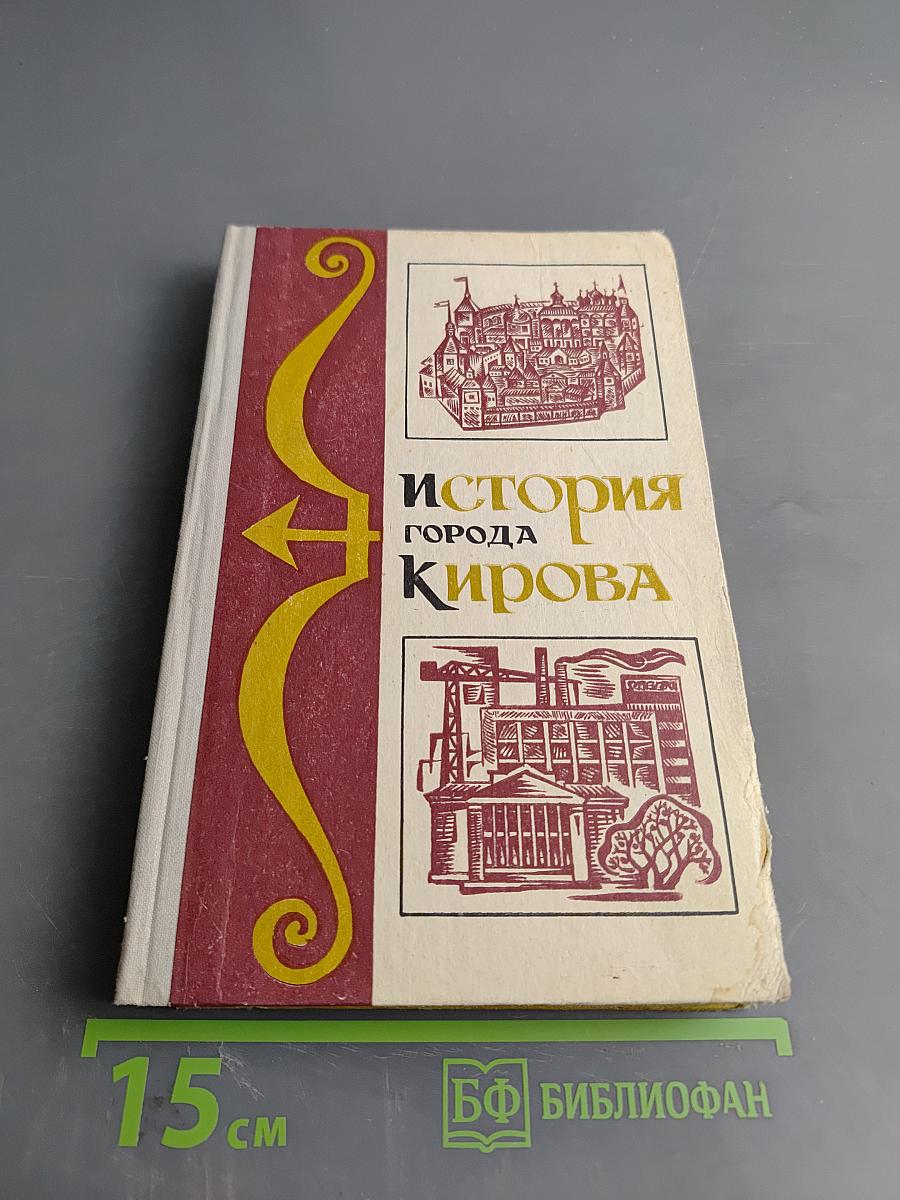 История
города
Кирова
15 см
БФ БИБЛИОФАН